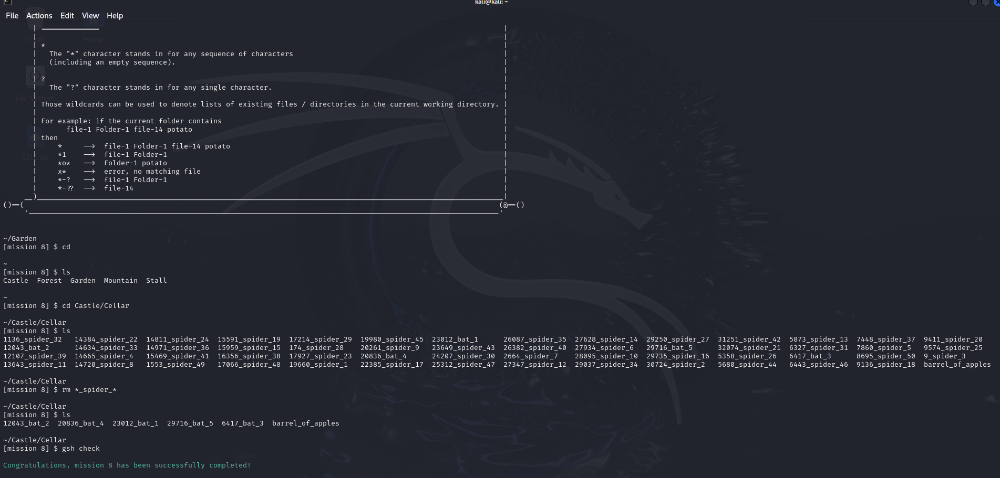 kali@kali: ~
File Actions Edit View Help
Trash Home
*
The "*" character stands in for any sequence of characters
(including an empty sequence).
?
The "?" character stands in for any single character.
File System
Those wildcards can be used to denote lists of existing files / directories in the current working directory.
For example: if the current folder contains
file-1 Folder-1 file-14 potato
then
* —> file-1 Folder-1 file-14 potato
*1 —> file-1 Folder-1
*o* —> Folder-1 potato
x* —> error, no matching file
*-? —> file-1 Folder-1
*-?? —> file-14
()==( (@==()
~/Garden
[mission 8] $ cd
~
[mission 8] $ ls
Castle Forest Garden Mountain Stall
~
[mission 8] $ cd Castle/Cellar
~/Castle/Cellar
[mission 8] $ ls
1136_spider_32 14384_spider_22 14811_spider_24 15591_spider_19 17214_spider_29 19980_spider_45 23012_bat_1 26087_spider_35 27628_spider_14 29250_spider_27 31251_spider_42 5873_spider_13 7448_spider_37 9411_spider_20
12043_bat_2 14634_spider_33 14971_spider_36 15959_spider_15 174_spider_28 20261_spider_9 23649_spider_43 26382_spider_40 27934_spider_6 29716_bat_5 32074_spider_21 6327_spider_31 7860_spider_5 9574_spider_25
12107_spider_39 14665_spider_4 15469_spider_41 16356_spider_38 17927_spider_23 20836_bat_4 24207_spider_30 2664_spider_7 28095_spider_10 29735_spider_16 5358_spider_26 6417_bat_3 8695_spider_50 9_spider_3
13643_spider_11 14720_spider_8 1553_spider_49 17066_spider_48 19660_spider_1 22385_spider_17 25312_spider_47 27347_spider_12 29037_spider_34 30724_spider_2 5680_spider_44 6443_spider_46 9136_spider_18 barrel_of_apples
~/Castle/Cellar
[mission 8] $ rm *_spider_*
~/Castle/Cellar
[mission 8] $ ls
12043_bat_2 20836_bat_4 23012_bat_1 29716_bat_5 6417_bat_3 barrel_of_apples
~/Castle/Cellar
[mission 8] $ gsh check
Congratulations, mission 8 has been successfully completed!